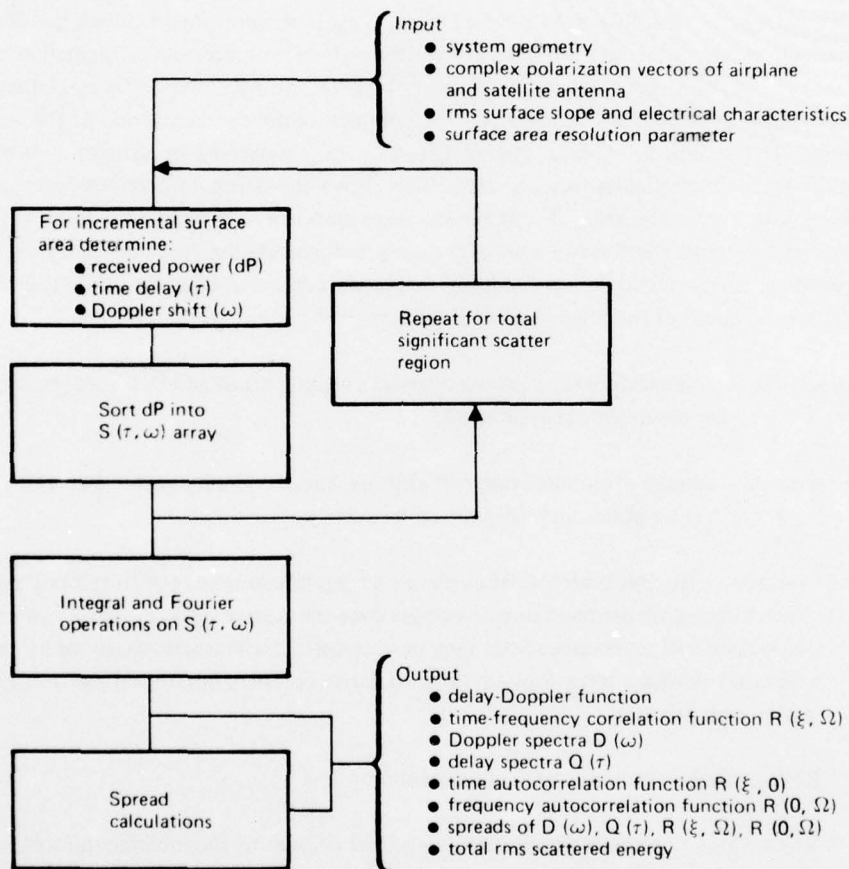 Input
● system geometry
● complex polarization vectors of airplane
and satellite antenna
● rms surface slope and electrical characteristics
● surface area resolution parameter
For incremental surface
area determine:
● received power (dP)
● time delay (τ)
● Doppler shift (ω)
Repeat for total
significant scatter
region
Sort dP into
S (τ, ω) array
Integral and Fourier
operations on S (τ, ω)
Output
● delay-Doppler function
● time-frequency correlation function R (ξ, Ω)
● Doppler spectra D (ω)
● delay spectra Q (τ)
● time autocorrelation function R (ξ, 0)
● frequency autocorrelation function R (0, Ω)
● spreads of D (ω), Q (τ), R (ξ, Ω), R (0, Ω)
● total rms scattered energy
Spread
calculations